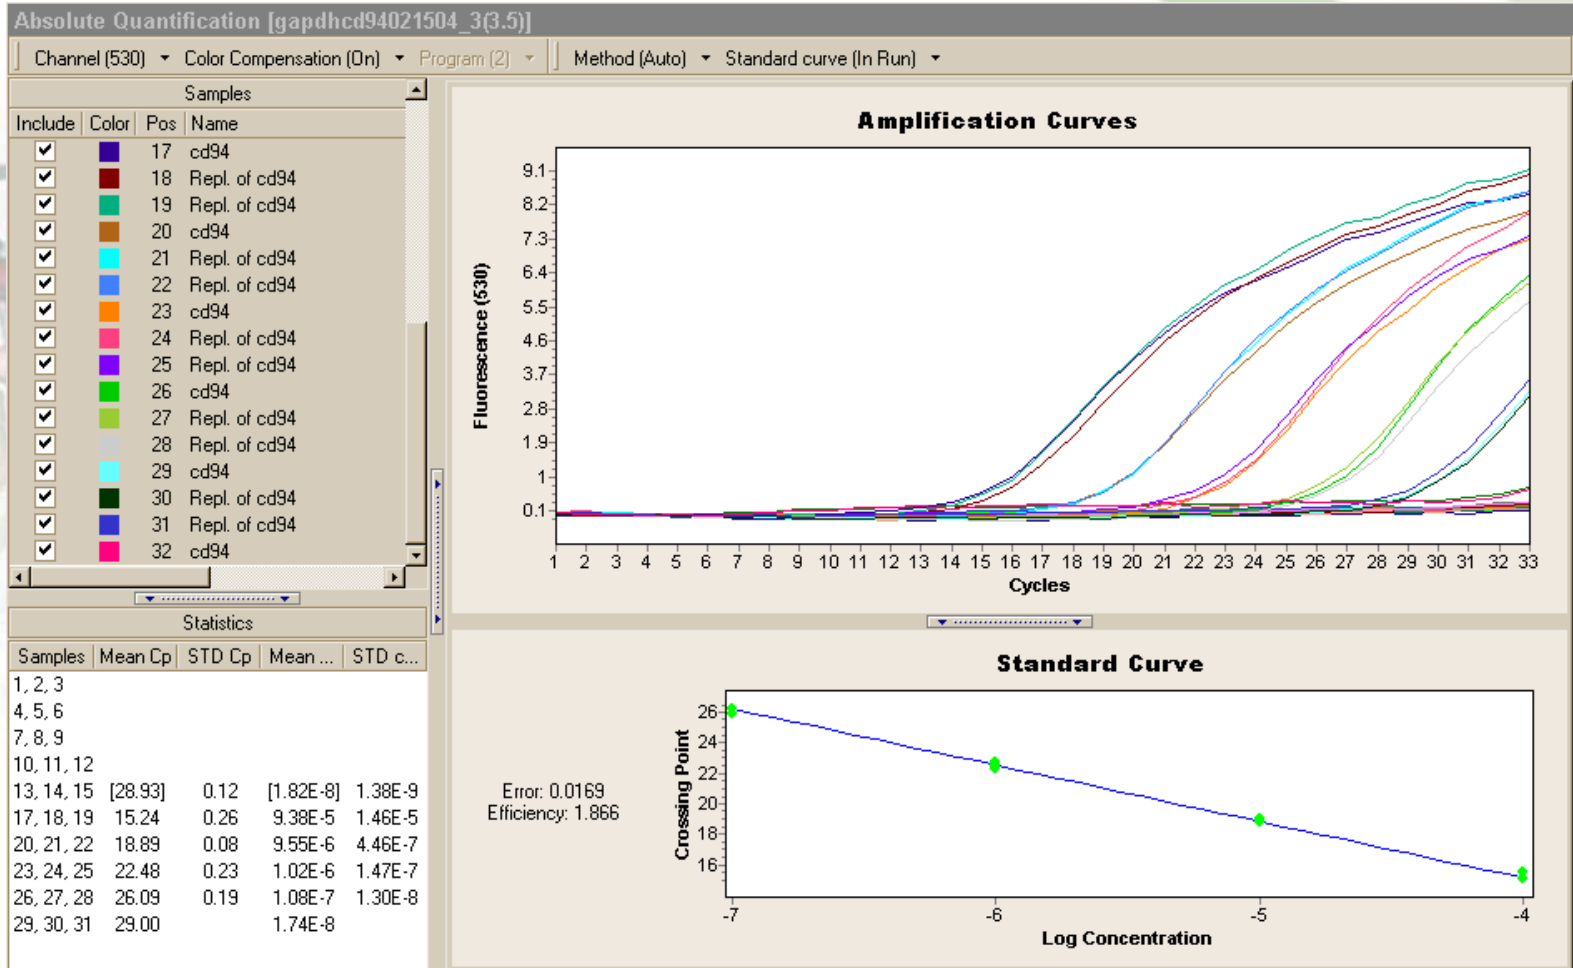 Absolute Quantification [gapdhcd94021504_3(3.5)]
Channel (530) Color Compensation (On) Program (2) Method (Auto) Standard curve (In Run)
Samples
Include Color Pos Name
17 cd94
18 Repl. of cd94
19 Repl. of cd94
20 cd94
21 Repl. of cd94
22 Repl. of cd94
23 cd94
24 Repl. of cd94
25 Repl. of cd94
26 cd94
27 Repl. of cd94
28 Repl. of cd94
29 cd94
30 Repl. of cd94
31 Repl. of cd94
32 cd94
Statistics
Samples Mean Cp STD Cp Mean ... STD c...
1, 2, 3
4, 5, 6
7, 8, 9
10, 11, 12
13, 14, 15 [28.93] 0.12 [1.82E-8] 1.38E-9
17, 18, 19 15.24 0.26 9.38E-5 1.46E-5
20, 21, 22 18.89 0.08 9.55E-6 4.46E-7
23, 24, 25 22.48 0.23 1.02E-6 1.47E-7
26, 27, 28 26.09 0.19 1.08E-7 1.30E-8
29, 30, 31 29.00 1.74E-8
Amplification Curves
Fluorescence (530)
9.1
8.2
7.3
6.4
5.5
4.6
3.7
2.8
1.9
1
0.1
1 2 3 4 5 6 7 8 9 10 11 12 13 14 15 16 17 18 19 20 21 22 23 24 25 26 27 28 29 30 31 32 33
Cycles
Standard Curve
Error: 0.0169
Efficiency: 1.866
Crossing Point
26
24
22
20
18
16
-7 -6 -5 -4
Log Concentration